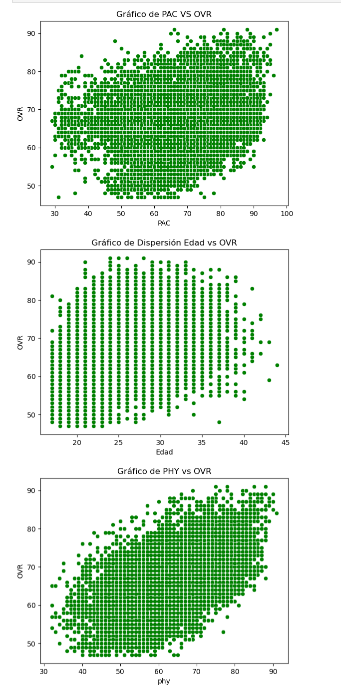 Gráfico de PAC VS OVR
90
80
70
60
50
OVR
30 40 50 60 70 80 90 100
PAC
Gráfico de Dispersión Edad vs OVR
90
80
70
60
50
OVR
20 25 30 35 40 45
Edad
Gráfico de PHY vs OVR
90
80
70
60
50
OVR
30 40 50 60 70 80 90
phy